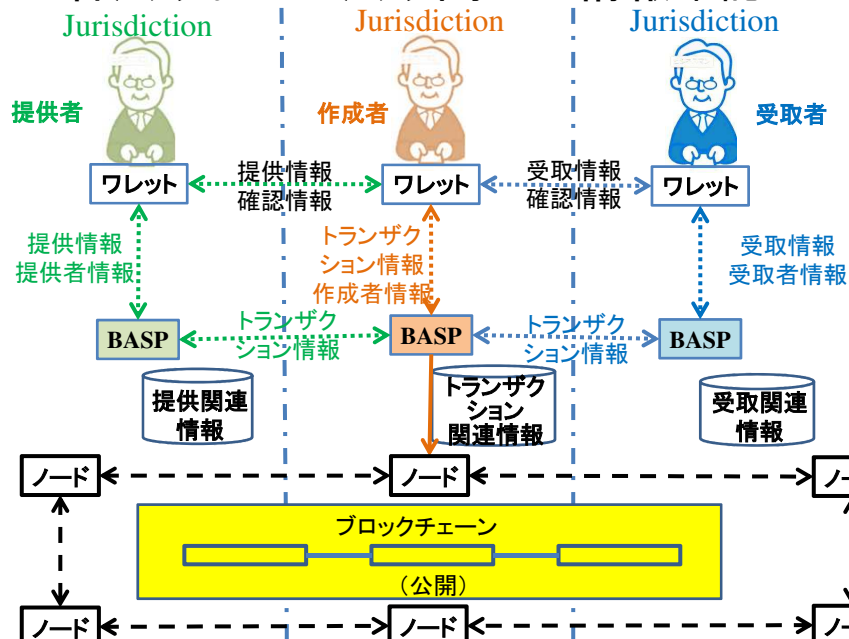 Jurisdiction
Jurisdiction
Jurisdiction
提供者
作成者
受取者
ワレット
提供情報
確認情報
ワレット
受取情報
確認情報
ワレット
提供情報
提供者情報
トランザク
ション情報
作成者情報
受取情報
受取者情報
BASP
トランザク
ション情報
BASP
トランザク
ション情報
BASP
提供関連
情報
トランザク
ション
関連情報
受取関連
情報
ノード
ノード
ノー
ブロックチェーン
(公開)
ノード
ノード
ノー